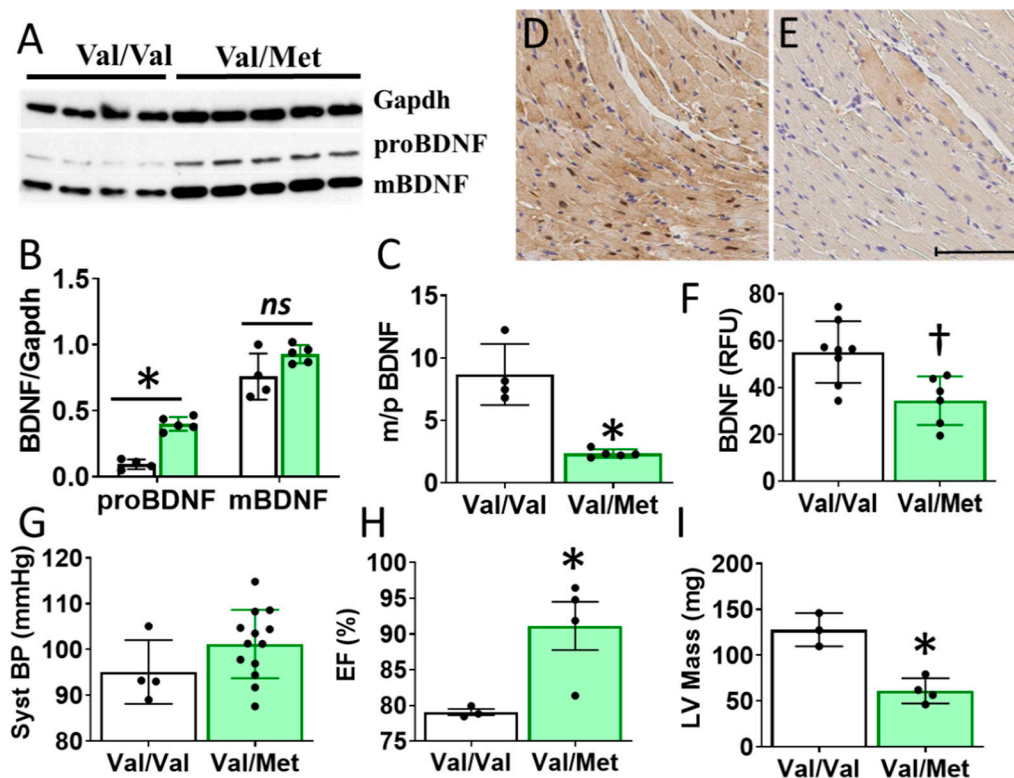 A
Val/Val Val/Met
Gapdh
proBDNF
mBDNF
D
E
B
BDNF/Gapdh
1.5
1.0
0.5
0.0
*
ns
proBDNF mBDNF
C
m/p BDNF
15
10
5
0
*
Val/Val Val/Met
F
BDNF (RFU)
80
60
40
20
0
†
Val/Val Val/Met
G
Syst BP (mmHg)
120
110
100
90
80
Val/Val Val/Met
H
EF (%)
100
95
90
85
80
75
*
Val/Val Val/Met
I
LV Mass (mg)
200
150
100
50
0
*
Val/Val Val/Met